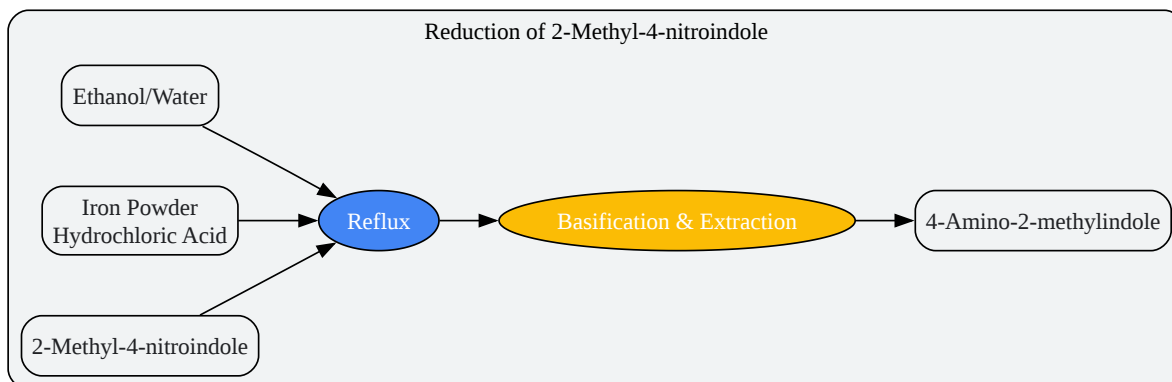 Reduction of 2-Methyl-4-nitroindole
Ethanol/Water
Iron Powder
Hydrochloric Acid
Reflux
Basification & Extraction
4-Amino-2-methylindole
2-Methyl-4-nitroindole